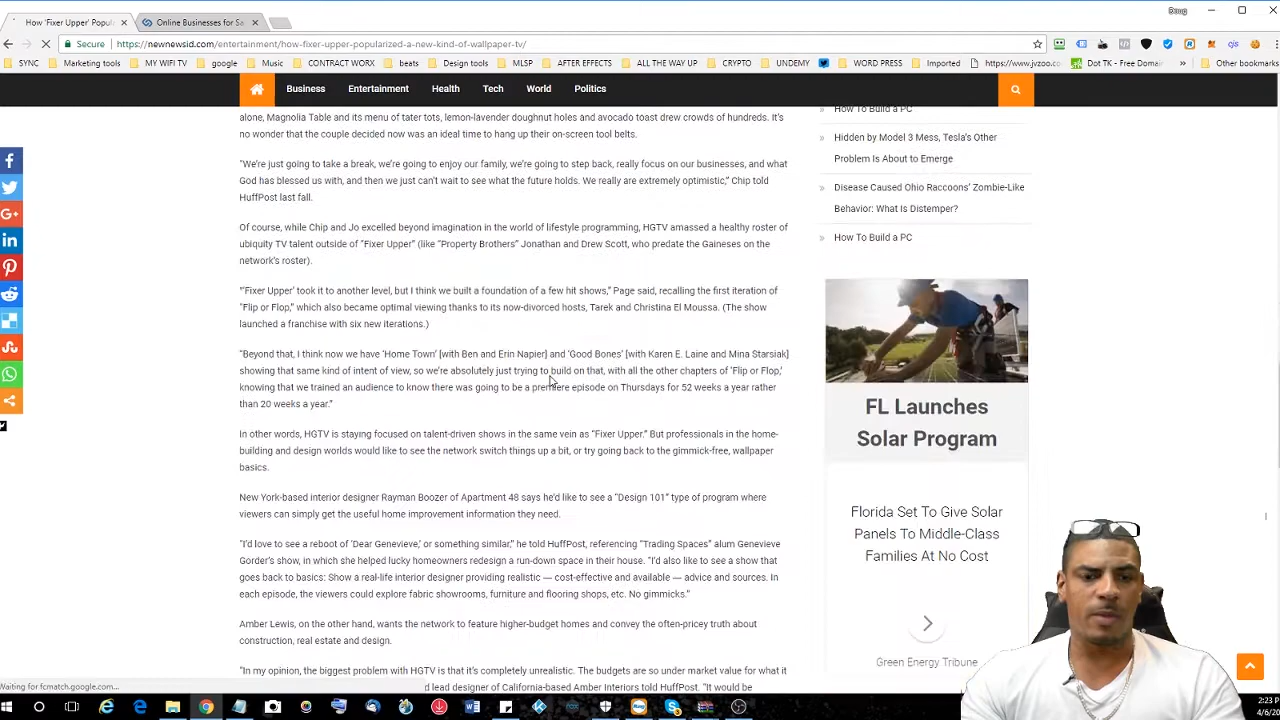 How 'Fixer Upper' Popul
Online Businesses for Sa
Doug
Secure
https://newnewsid.com/entertainment/how-fixer-upper-popularized-a-new-kind-of-wallpaper-tv/
SYNC
Marketing tools
MY WIFI TV
google
Music
CONTRACT WORX
beats
Design tools
MLSP
AFTER EFFECTS
ALL THE WAY UP
CRYPTO
UNDEMY
WORD PRESS
Imported
https://www.jvzoo.
Dot TK - Free Domai
Other bookmarks
Business
Entertainment
Health
Tech
World
Politics
alone, Magnolia Table and its menu of tater tots, lemon-lavender doughnut holes and avocado toast drew crowds of hundreds. It's
no wonder that the couple decided now was an ideal time to hang up their on-screen tool belts.
"We're just going to take a break, we're going to enjoy our family, we're going to step back, really focus on our businesses, and what
God has blessed us with, and then we just can't wait to see what the future holds. We really are extremely optimistic," Chip told
HuffPost last fall.
Of course, while Chip and Jo excelled beyond imagination in the world of lifestyle programming, HGTV amassed a healthy roster of
ubiquity TV talent outside of "Fixer Upper" (like "Property Brothers" Jonathan and Drew Scott, who predate the Gaineses on the
network's roster).
"'Fixer Upper' took it to another level, but I think we built a foundation of a few hit shows," Page said, recalling the first iteration of
"Flip or Flop," which also became optimal viewing thanks to its now-divorced hosts, Tarek and Christina El Moussa. (The show
launched a franchise with six new iterations.)
"Beyond that, I think now we have 'Home Town' [with Ben and Erin Napier] and 'Good Bones' [with Karen E. Laine and Mina Starsiak]
showing that same kind of intent of view, so we're absolutely just trying to build on that, with all the other chapters of 'Flip or Flop,'
knowing that we trained an audience to know there was going to be a premiere episode on Thursdays for 52 weeks a year rather
than 20 weeks a year."
In other words, HGTV is staying focused on talent-driven shows in the same vein as "Fixer Upper." But professionals in the home-
building and design worlds would like to see the network switch things up a bit, or try going back to the gimmick-free, wallpaper
basics.
New York-based interior designer Rayman Boozer of Apartment 48 says he'd like to see a "Design 101" type of program where
viewers can simply get the useful home improvement information they need.
"I'd love to see a reboot of 'Dear Genevieve,' or something similar," he told HuffPost, referencing "Trading Spaces" alum Genevieve
Gorder's show, in which she helped lucky homeowners redesign a run-down space in their house. "I'd also like to see a show that
goes back to basics: Show a real-life interior designer providing realistic — cost-effective and available — advice and sources. In
each episode, the viewers could explore fabric showrooms, furniture and flooring shops, etc. No gimmicks."
Amber Lewis, on the other hand, wants the network to feature higher-budget homes and convey the often-pricey truth about
construction, real estate and design.
"In my opinion, the biggest problem with HGTV is that it's completely unrealistic. The budgets are so under market value for what it
d lead designer of California-based Amber Interiors told HuffPost. "It would be
How To Build a PC
Hidden by Model 3 Mess, Tesla's Other
Problem Is About to Emerge
Disease Caused Ohio Raccoons' Zombie-Like
Behavior: What Is Distemper?
How To Build a PC
FL Launches
Solar Program
Florida Set To Give Solar
Panels To Middle-Class
Families At No Cost
Green Energy Tribune
Waiting for fcmatch.google.com...
2:23 P
4/6/20